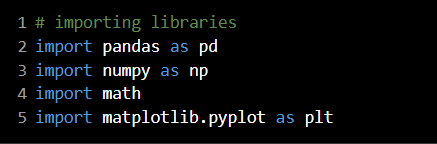 1 # importing libraries
2 import pandas as pd
3 import numpy as np
4 import math
5 import matplotlib.pyplot as plt